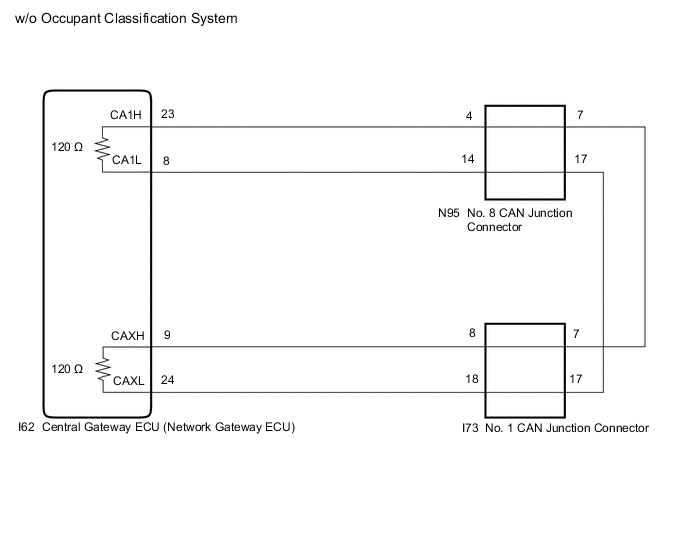 w/o Occupant Classification System
CA1H 23 4 7
120 Ω
CA1L 8 14 17
N95 No. 8 CAN Junction
Connector
CAXH 9 8 7
120 Ω
CAXL 24 18 17
I62 Central Gateway ECU (Network Gateway ECU) I73 No. 1 CAN Junction Connector